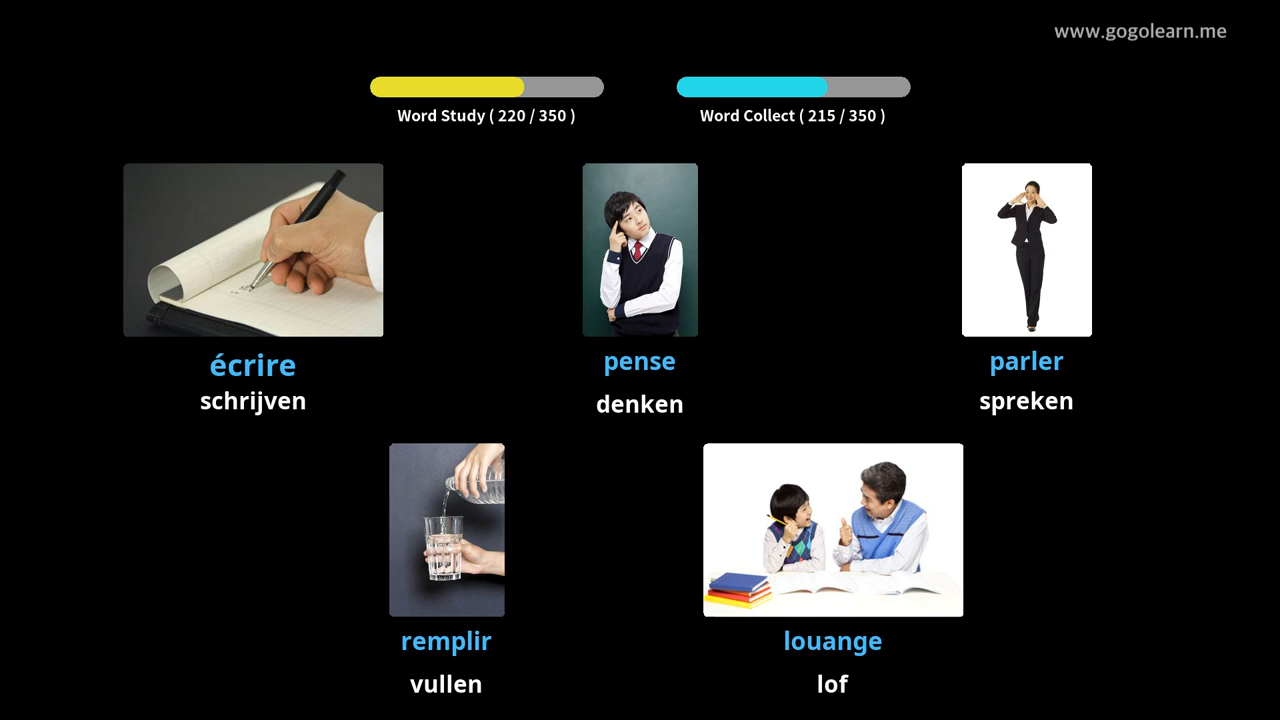 www.gogolearn.me
Word Study ( 220 / 350 )
Word Collect ( 215 / 350 )
écrire
schrijven
pense
denken
parler
spreken
remplir
vullen
louange
lof